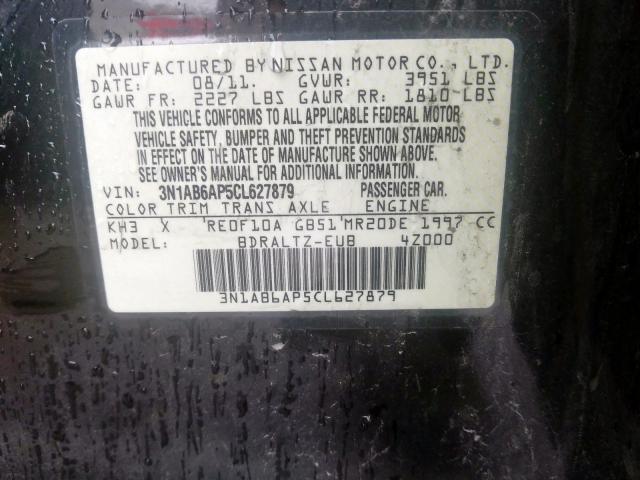 MANUFACTURED BY NISSAN MOTOR CO., LTD.
DATE: 08/11. GVWR: 3951 LBS
GAWR FR: 2227 LBS GAWR RR: 1810 LBS
THIS VEHICLE CONFORMS TO ALL APPLICABLE FEDERAL MOTOR
VEHICLE SAFETY, BUMPER AND THEFT PREVENTION STANDARDS
IN EFFECT ON THE DATE OF MANUFACTURE SHOWN ABOVE.
SEE OWNER'S MANUAL FOR ADDITIONAL INFORMATION.
VIN: 3N1AB6AP5CL627879 PASSENGER CAR.
COLOR TRIM TRANS AXLE ENGINE
KH3 X 'RE0F10A GB51'MR20DE 1997 CC
MODEL: BDRALTZ-EUB 4Z000
3N1AB6AP5CL627879